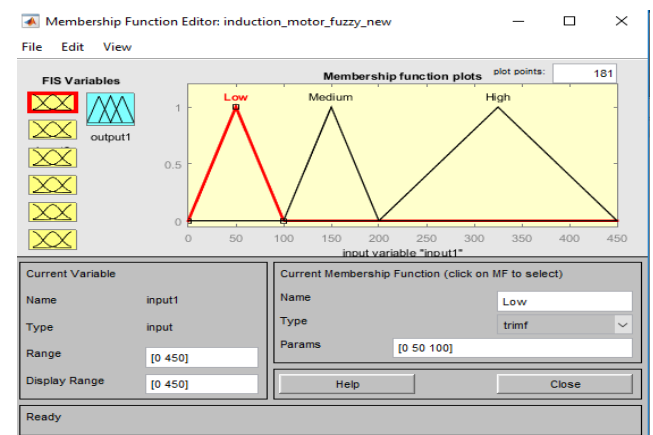 Membership Function Editor: induction_motor_fuzzy_new
File Edit View
FIS Variables
Membership function plots
plot points:
181
output1
Low
Medium
High
1
0.5
0
0 50 100 150 200 250 300 350 400 450
input variable "input1"
Current Variable
Name input1
Type input
Range [0 450]
Display Range [0 450]
Current Membership Function (click on MF to select)
Name Low
Type trimf
Params [0 50 100]
Help
Close
Ready